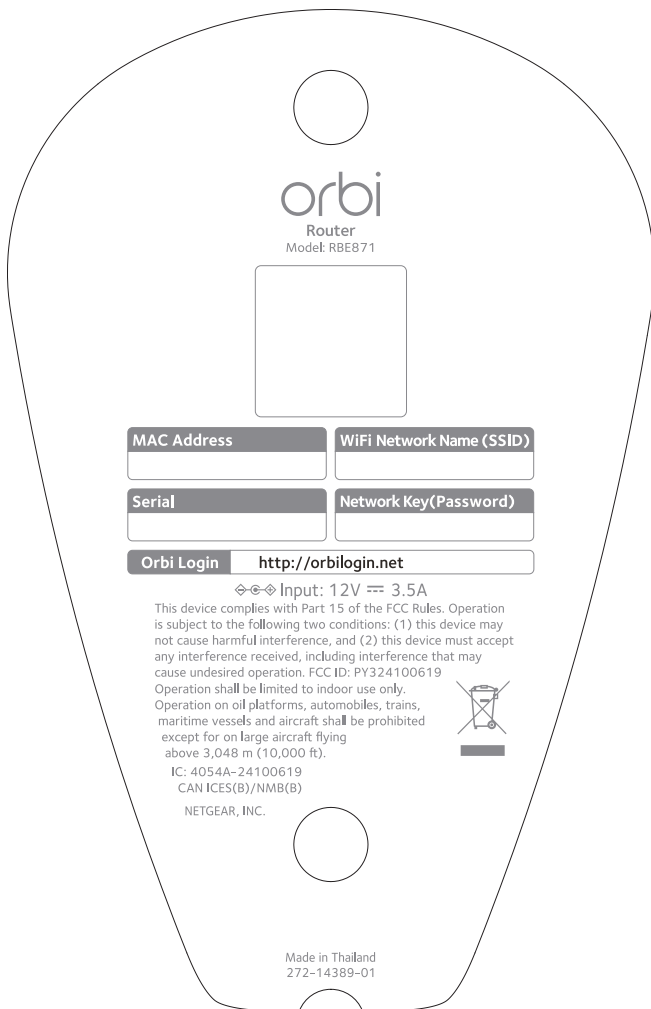 orbi
Router
Model: RBE871
MAC Address
WiFi Network Name (SSID)
Serial
Network Key(Password)
Orbi Login http://orbilogin.net
Input: 12V ⎓ 3.5A
This device complies with Part 15 of the FCC Rules. Operation
is subject to the following two conditions: (1) this device may
not cause harmful interference, and (2) this device must accept
any interference received, including interference that may
cause undesired operation. FCC ID: PY324100619
Operation shall be limited to indoor use only.
Operation on oil platforms, automobiles, trains,
maritime vessels and aircraft shall be prohibited
except for on large aircraft flying
above 3,048 m (10,000 ft).
IC: 4054A-24100619
CAN ICES(B)/NMB(B)
NETGEAR, INC.
Made in Thailand
272-14389-01